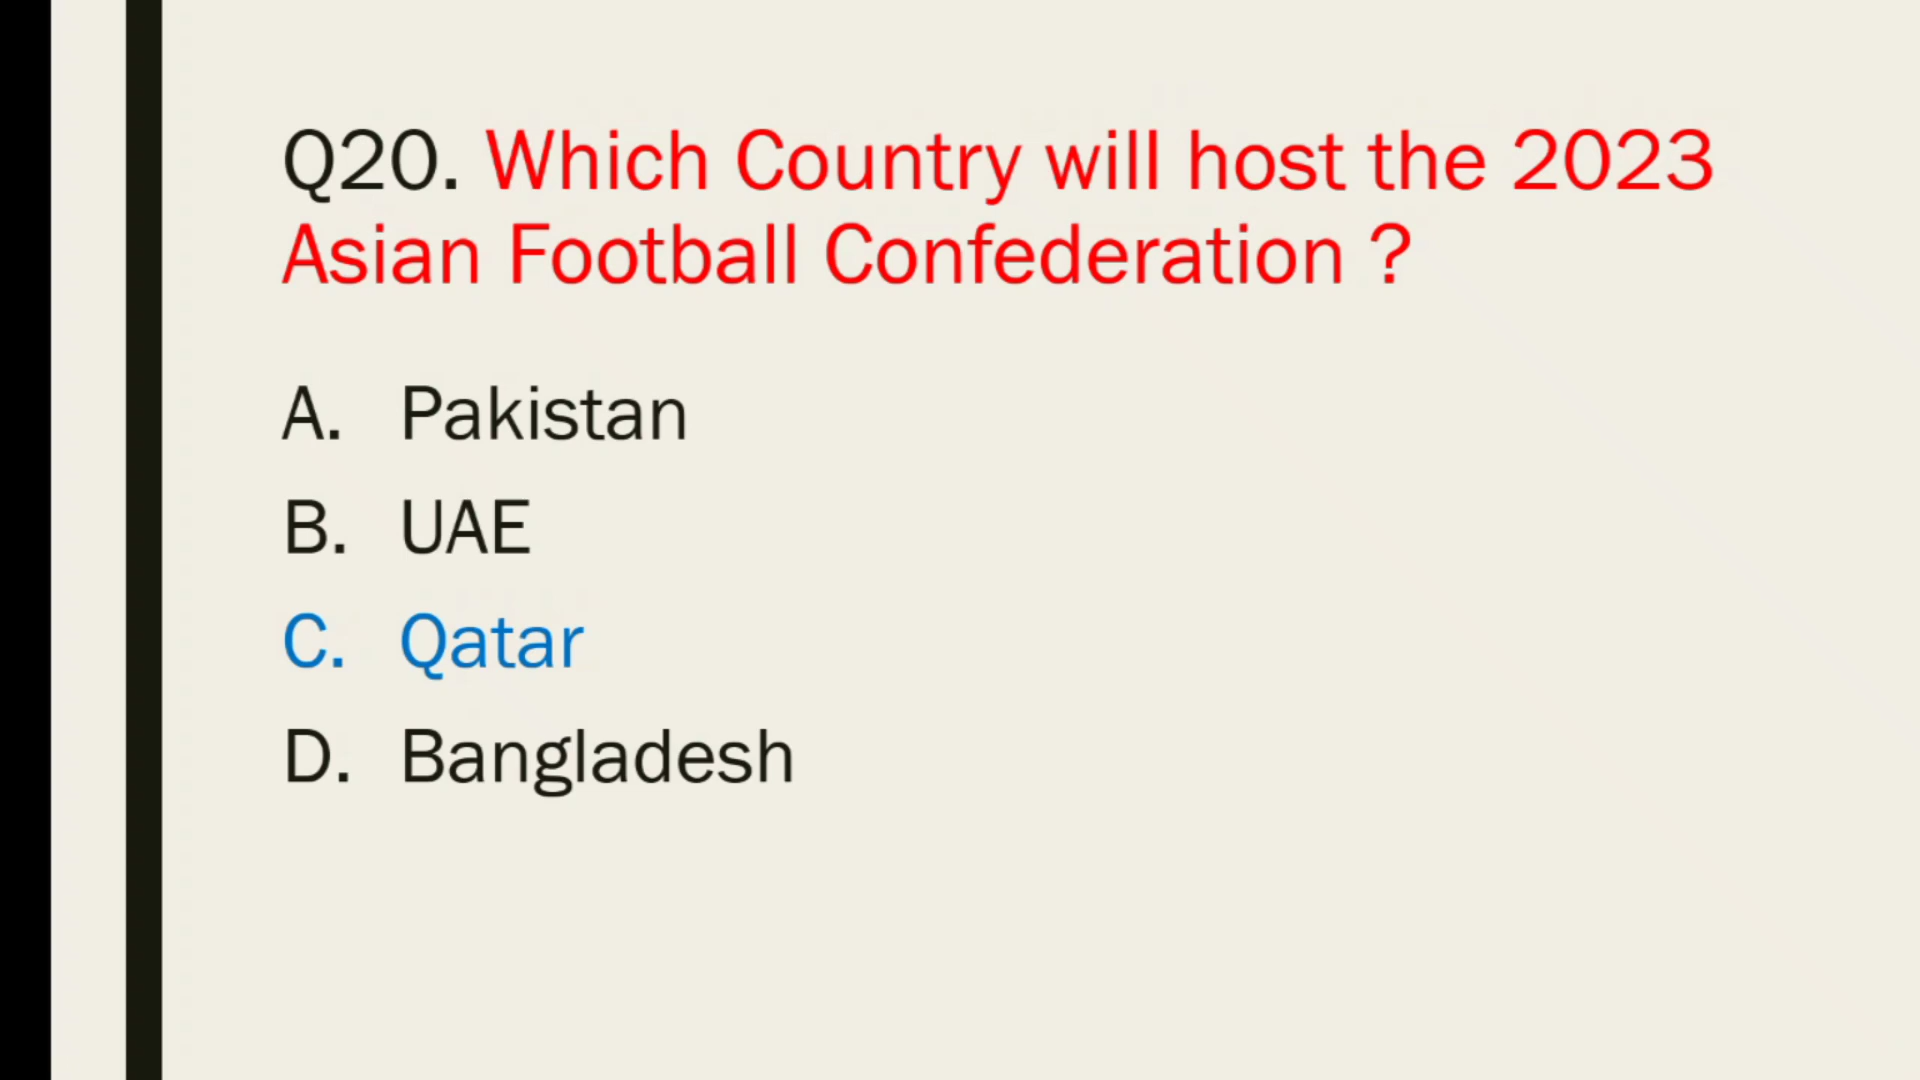 Q20. Which Country will host the 2023
Asian Football Confederation ?
A. Pakistan
B. UAE
C. Qatar
D. Bangladesh